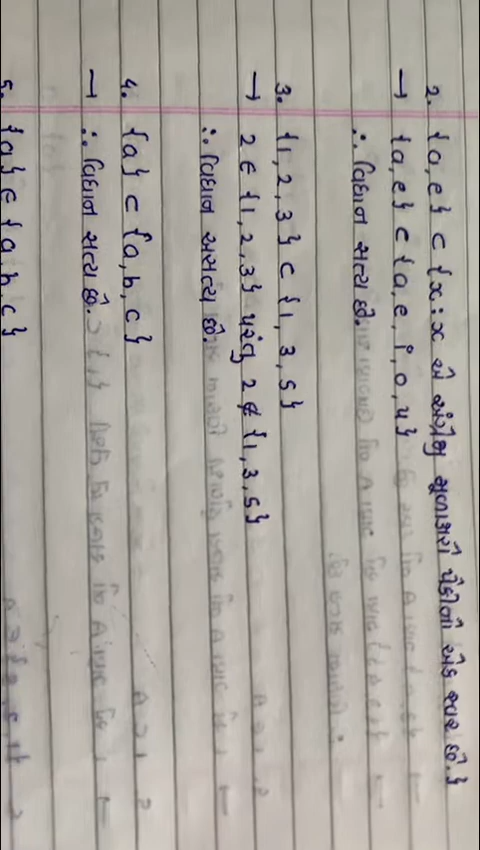 2. {a,e} ⊂ {x : x એ અંગ્રેજી મૂળાક્ષરો પૈકીનો એક સ્વર છે.}
→ {a,e} ⊂ {a, e, i, o, u}
∴ વિધાન સત્ય છે.
3. {1, 2, 3} ⊂ {1, 3, 5}
→ 2 ∈ {1, 2, 3} પરંતુ 2 ∉ {1, 3, 5}
∴ વિધાન અસત્ય છે.
4. {a} ⊂ {a, b, c}
→ ∴ વિધાન સત્ય છે.
5. {a} ∈ {a, b, c}